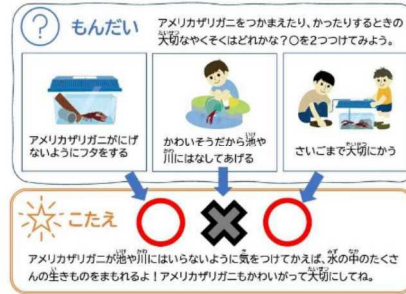 もんだい
アメリカザリガニをつかまえたり、かったりするときの
大切なやくそくはどれかな？○を2つつけてみよう。
アメリカザリガニがにげ
ないようにフタをする
かわいそうだから池や
川にはなしてあげる
さいごまで大切にかう
こたえ
アメリカザリガニが池や川にはいらないように気をつけてかえば、水の中のたくさ
んの生きものをまもれるよ！アメリカザリガニもかわいがって大切にしてね。